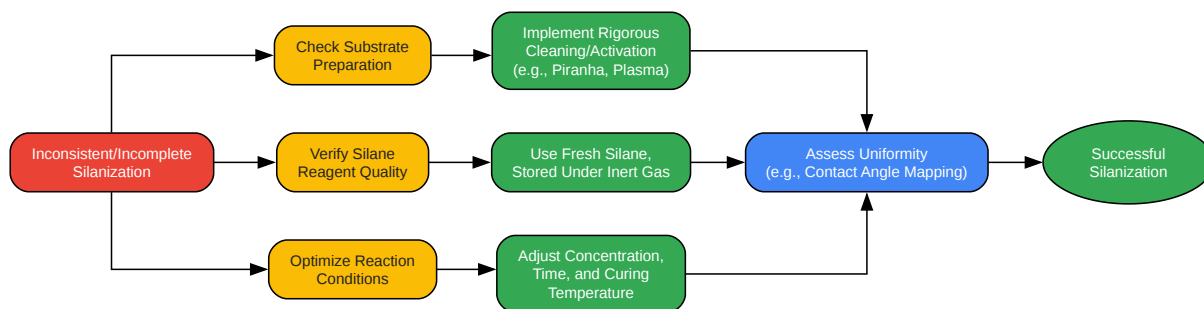 Inconsistent/Incomplete
Silanization
Check Substrate
Preparation
Implement Rigorous
Cleaning/Activation
(e.g., Piranha, Plasma)
Verify Silane
Reagent Quality
Use Fresh Silane,
Stored Under Inert Gas
Optimize Reaction
Conditions
Adjust Concentration,
Time, and Curing
Temperature
Assess Uniformity
(e.g., Contact Angle Mapping)
Successful
Silanization